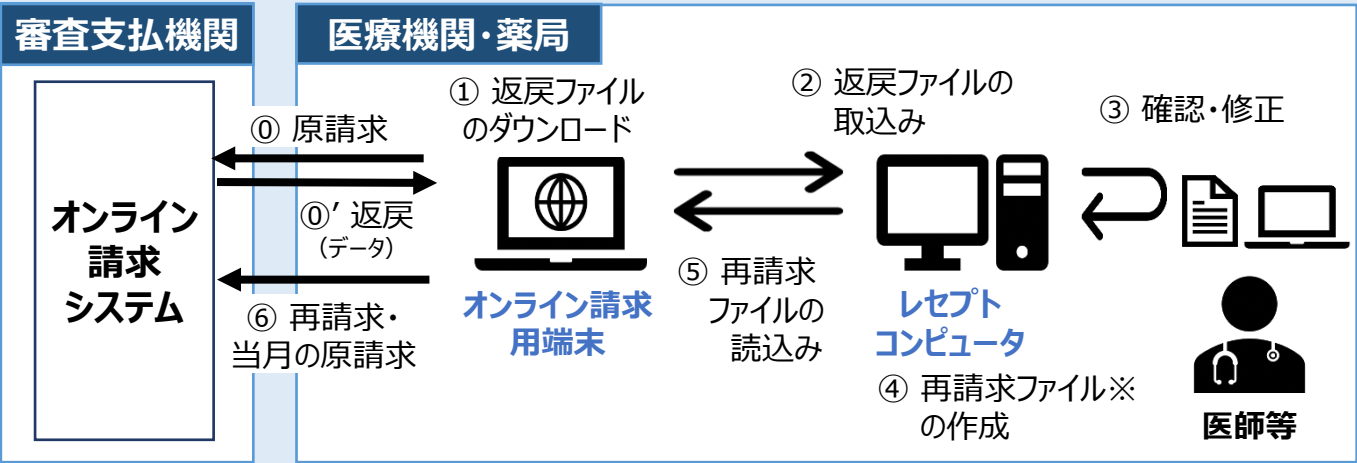 審査支払機関
医療機関・薬局
オンライン
請求
システム
⓪ 原請求
⓪’ 返戻
（データ）
⑥ 再請求・
当月の原請求
① 返戻ファイル
のダウンロード
オンライン請求
用端末
② 返戻ファイルの
取込み
⑤ 再請求
ファイルの
読込み
レセプト
コンピュータ
③ 確認・修正
④ 再請求ファイル※
の作成
医師等